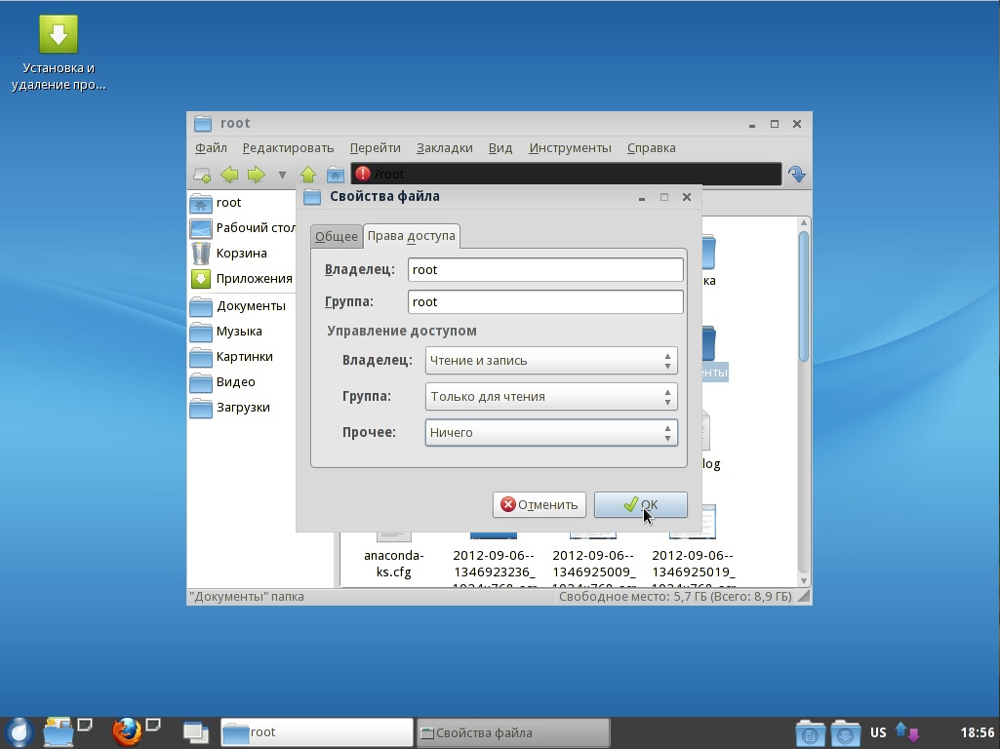 Установка и
удаление про...
root
Файл Редактировать Перейти Закладки Вид Инструменты Справка
/root
root
Рабочий стол
Корзина
Приложения
Документы
Музыка
Картинки
Видео
Загрузки
Свойства файла
Общее Права доступа
Владелец: root
Группа: root
Управление доступом
Владелец: Чтение и запись
Группа: Только для чтения
Прочее: Ничего
Отменить OK
ка
енты
log
anaconda-
ks.cfg
2012-09-06--
1346923236_
2012-09-06--
1346925009_
2012-09-06--
1346925019_
"Документы" папка Свободное место: 5,7 ГБ (Всего: 8,9 ГБ)
root Свойства файла US 18:56